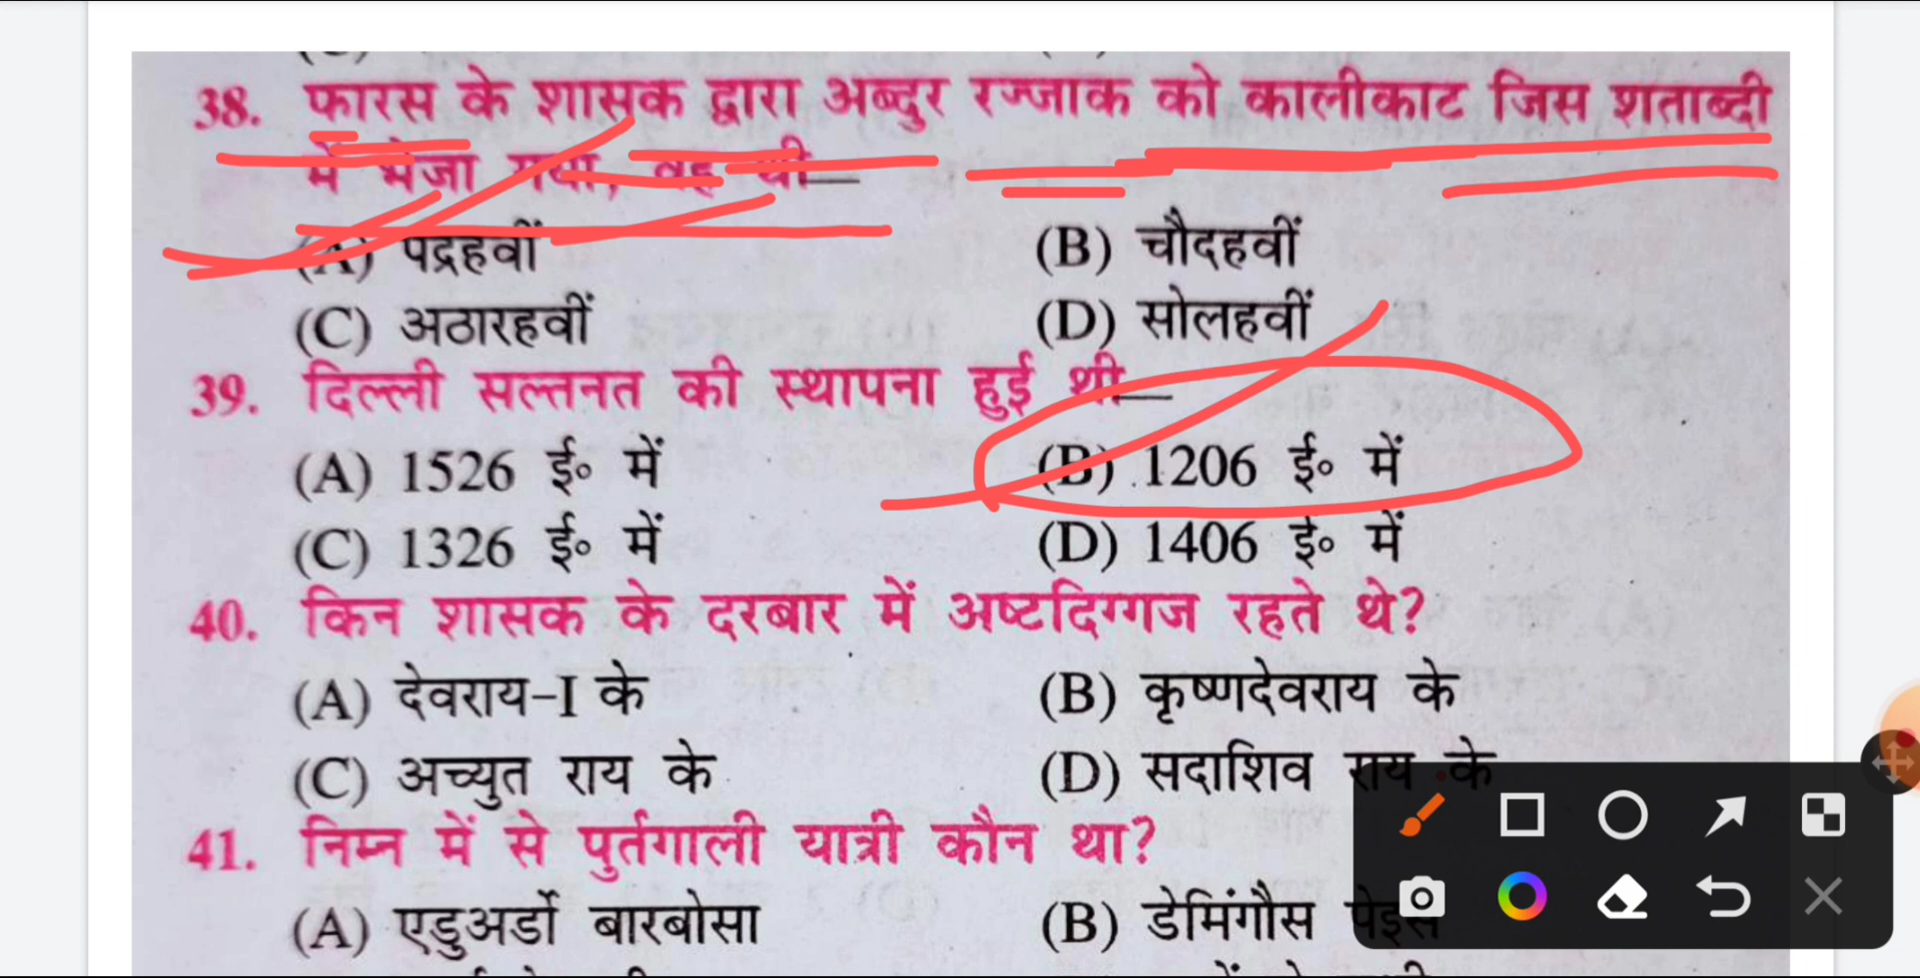 38. फारस के शासक द्वारा अब्दुर रज्जाक को कालीकाट जिस शताब्दी
में भेजा गया, वह थी—
(A) पद्रहवीं (B) चौदहवीं
(C) अठारहवीं (D) सोलहवीं
39. दिल्ली सल्तनत की स्थापना हुई थी—
(A) 1526 ई० में (B) 1206 ई० में
(C) 1326 ई० में (D) 1406 ई० में
40. किन शासक के दरबार में अष्टदिग्गज रहते थे?
(A) देवराय-I के (B) कृष्णदेवराय के
(C) अच्युत राय के (D) सदाशिव राय के
41. निम्न में से पुर्तगाली यात्री कौन था?
(A) एडुअर्डो बारबोसा (B) डेमिंगौस पेइस